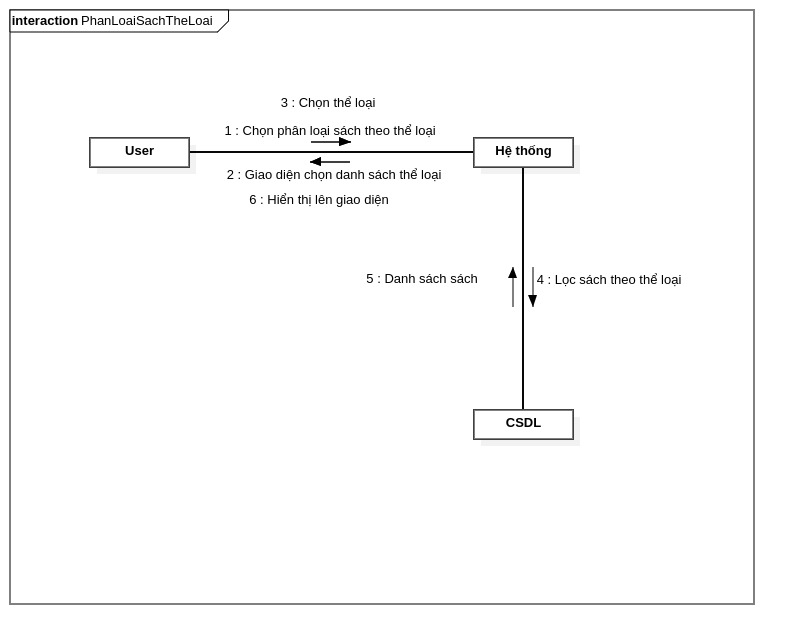 interaction PhanLoaiSachTheLoai
3 : Chọn thể loại
1 : Chọn phân loại sách theo thể loại
User
Hệ thống
2 : Giao diện chọn danh sách thể loại
6 : Hiển thị lên giao diện
5 : Danh sách sách
4 : Lọc sách theo thể loại
CSDL